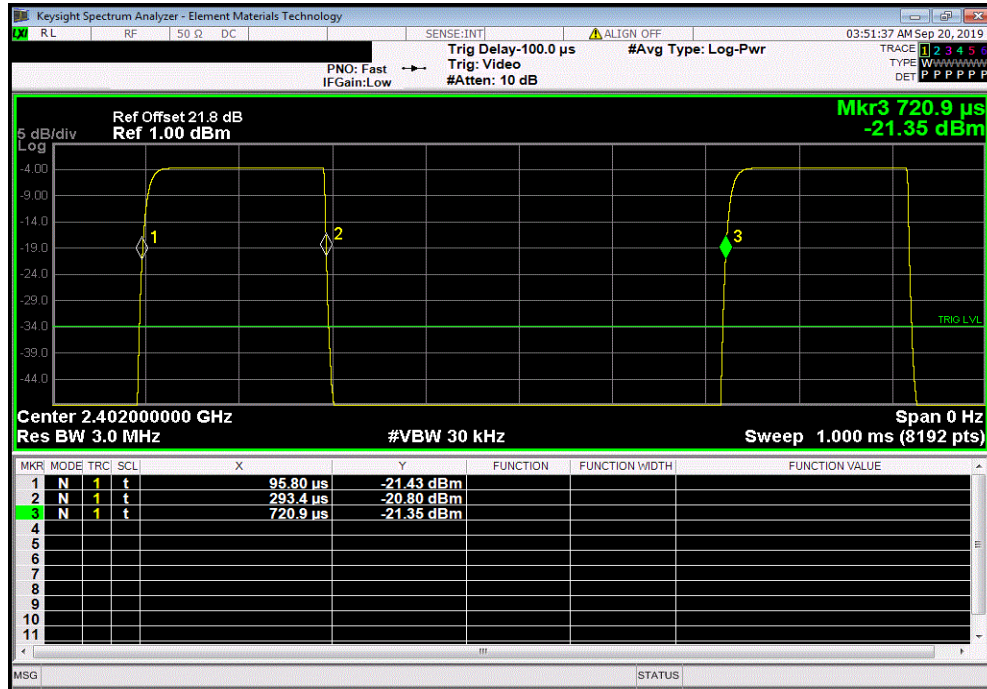 Keysight Spectrum Analyzer - Element Materials Technology
LXI RL RF 50 Ω DC SENSE:INT ALIGN OFF 03:51:37 AM Sep 20, 2019
Trig Delay-100.0 µs #Avg Type: Log-Pwr TRACE 1 2 3 4 5 6
PNO: Fast Trig: Video TYPE WWWWWW
IFGain:Low #Atten: 10 dB DET P P P P P P
Mkr3 720.9 µs
-21.35 dBm
Ref Offset 21.8 dB
5 dB/div Ref 1.00 dBm
Log
-4.00
-9.00
-14.0
1 2 3
-19.0
-24.0
-29.0
-34.0 TRIG LVL
-39.0
-44.0
Center 2.402000000 GHz Span 0 Hz
Res BW 3.0 MHz #VBW 30 kHz Sweep 1.000 ms (8192 pts)
MKR MODE TRC SCL X Y FUNCTION FUNCTION WIDTH FUNCTION VALUE
1 N 1 t 95.80 µs -21.43 dBm
2 N 1 t 293.4 µs -20.80 dBm
3 N 1 t 720.9 µs -21.35 dBm
4
5
6
7
8
9
10
11
MSG STATUS